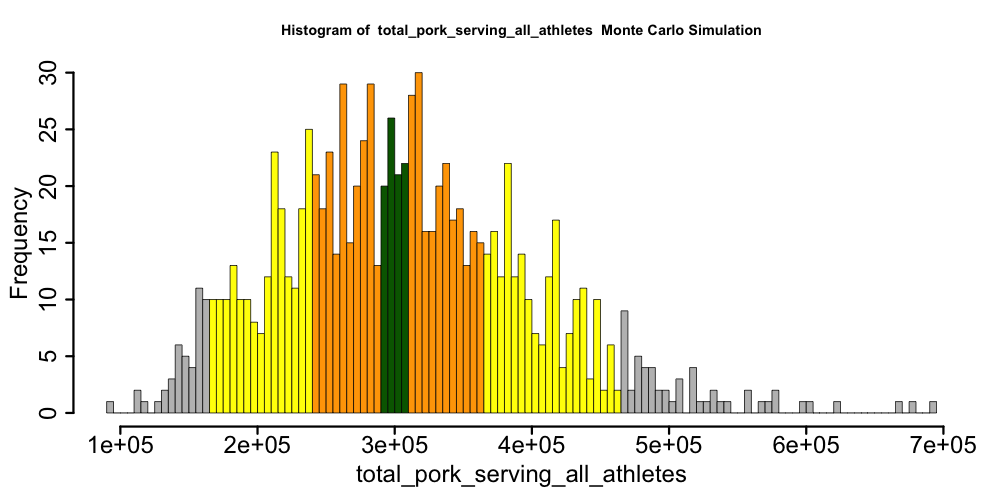 Histogram of  total_pork_serving_all_athletes  Monte Carlo Simulation
30
25
20
15
10
5
0
Frequency
1e+05 2e+05 3e+05 4e+05 5e+05 6e+05 7e+05
total_pork_serving_all_athletes